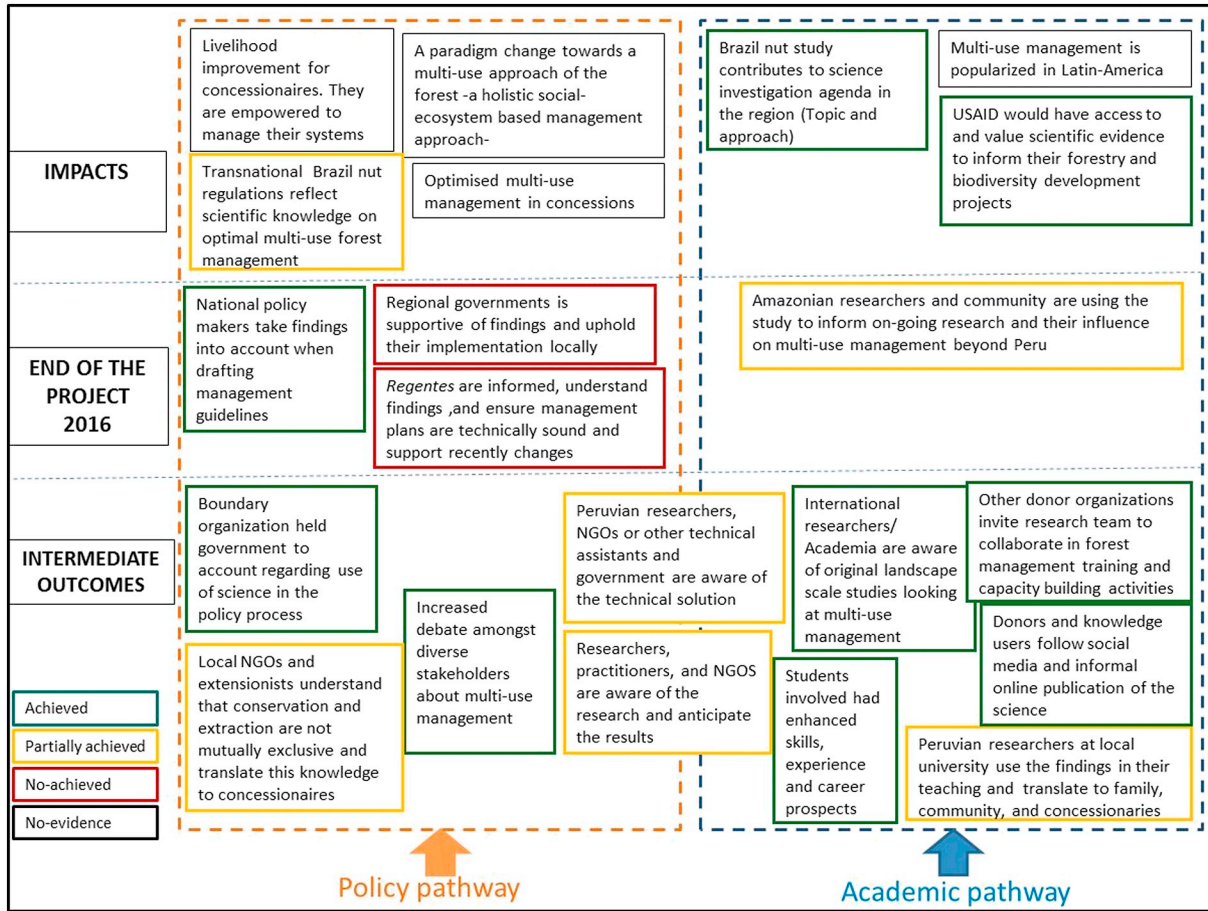 Livelihood
improvement for
concessionaires. They
are empowered to
manage their systems
A paradigm change towards a
multi-use approach of the
forest -a holistic social-
ecosystem based management
approach-
Brazil nut study
contributes to science
investigation agenda in
the region (Topic and
approach)
Multi-use management is
popularized in Latin-America
IMPACTS
Transnational Brazil nut
regulations reflect
scientific knowledge on
optimal multi-use forest
management
Optimised multi-use
management in concessions
USAID would have access to
and value scientific evidence
to inform their forestry and
biodiversity development
projects
END OF THE
PROJECT
2016
National policy
makers take findings
into account when
drafting
management
guidelines
Regional governments is
supportive of findings and uphold
their implementation locally
Regentes are informed, understand
findings ,and ensure management
plans are technically sound and
support recently changes
Amazonian researchers and community are using the
study to inform on-going research and their influence
on multi-use management beyond Peru
INTERMEDIATE
OUTCOMES
Boundary
organization held
government to
account regarding use
of science in the
policy process
Local NGOs and
extensionists understand
that conservation and
extraction are not
mutually exclusive and
translate this knowledge
to concessionaires
Increased
debate amongst
diverse
stakeholders
about multi-use
management
Peruvian researchers,
NGOs or other technical
assistants and
government are aware of
the technical solution
Researchers,
practitioners, and NGOS
are aware of the
research and anticipate
the results
International
researchers/
Academia are aware
of original landscape
scale studies looking
at multi-use
management
Other donor organizations
invite research team to
collaborate in forest
management training and
capacity building activities
Donors and knowledge
users follow social
media and informal
online publication of the
science
Students
involved had
enhanced
skills,
experience
and career
prospects
Peruvian researchers at local
university use the findings in their
teaching and translate to family,
community, and concessionaries
Achieved
Partially achieved
No-achieved
No-evidence
Policy pathway
Academic pathway